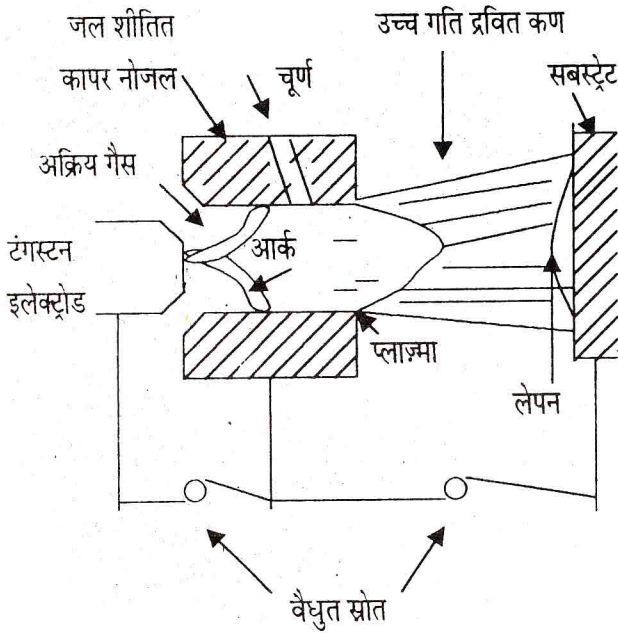 जल शीतित
कापर नोजल
चूर्ण
उच्च गति द्रवित कण
सबस्ट्रेट
अक्रिय गैस
टंगस्टन
इलेक्ट्रोड
आर्क
प्लाज़्मा
लेपन
वैधुत स्रोत